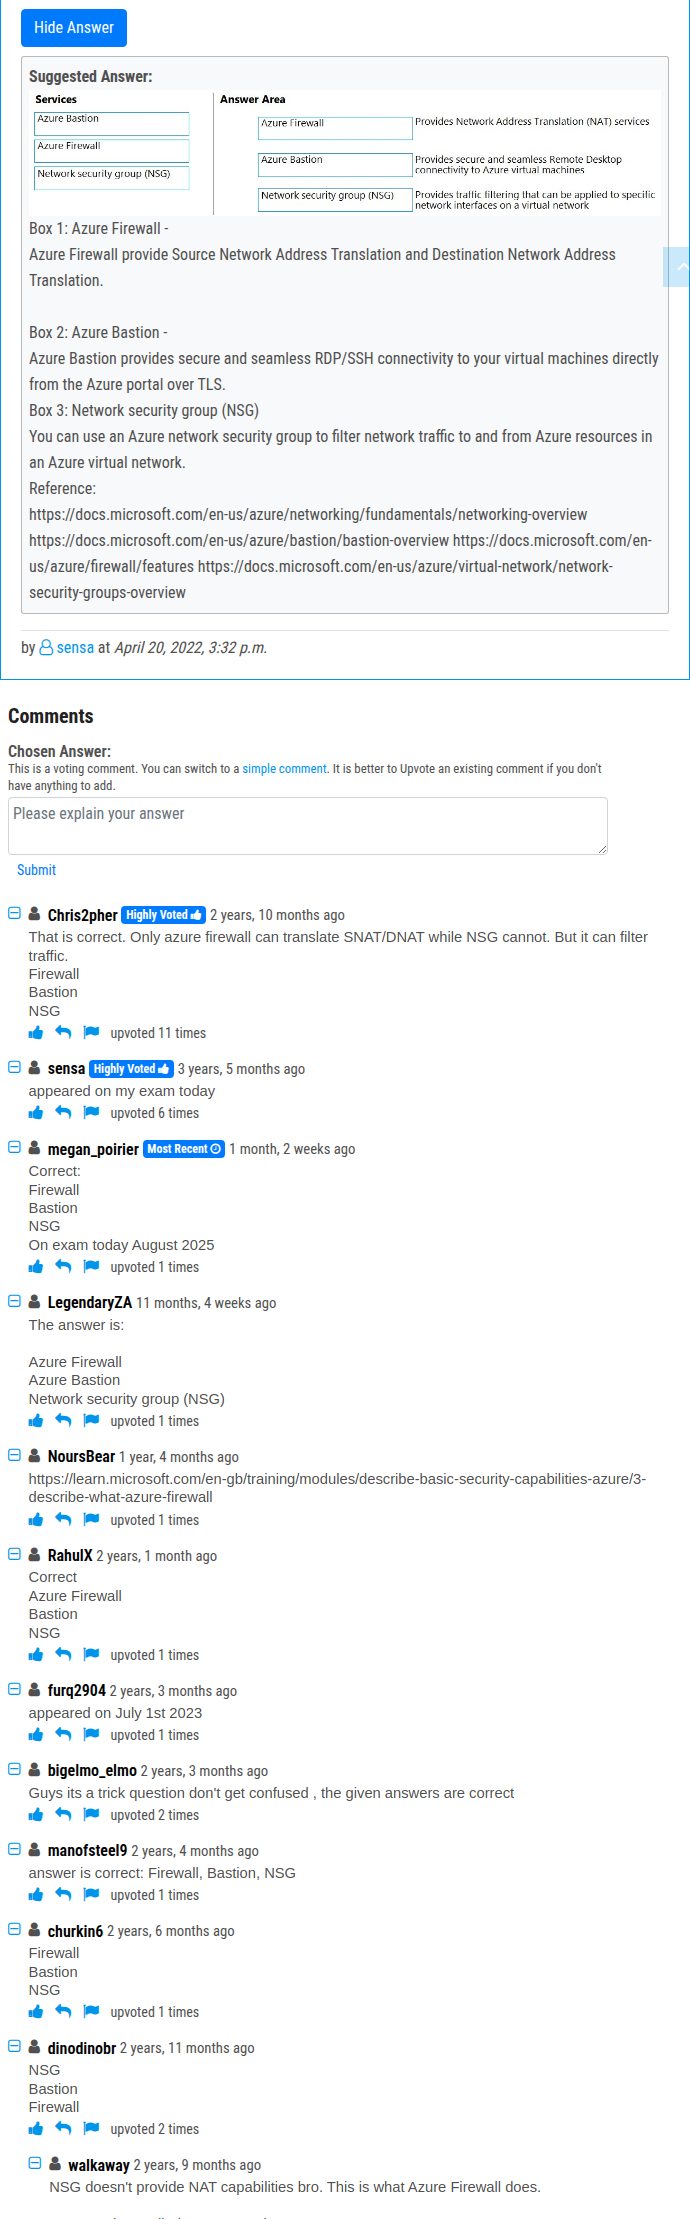 Hide Answer
Suggested Answer:
Services
Answer Area
Azure Bastion
Azure Firewall
Network security group (NSG)
Azure Firewall
Provides Network Address Translation (NAT) services
Azure Bastion
Provides secure and seamless Remote Desktop
connectivity to Azure virtual machines
Network security group (NSG)
Provides traffic filtering that can be applied to specific
network interfaces on a virtual network
Box 1: Azure Firewall -
Azure Firewall provide Source Network Address Translation and Destination Network Address
Translation.
Box 2: Azure Bastion -
Azure Bastion provides secure and seamless RDP/SSH connectivity to your virtual machines directly
from the Azure portal over TLS.
Box 3: Network security group (NSG)
You can use an Azure network security group to filter network traffic to and from Azure resources in
an Azure virtual network.
Reference:
https://docs.microsoft.com/en-us/azure/networking/fundamentals/networking-overview
https://docs.microsoft.com/en-us/azure/bastion/bastion-overview https://docs.microsoft.com/en-
us/azure/firewall/features https://docs.microsoft.com/en-us/azure/virtual-network/network-
security-groups-overview
by sensa at April 20, 2022, 3:32 p.m.
Comments
Chosen Answer:
This is a voting comment. You can switch to a simple comment. It is better to Upvote an existing comment if you don't
have anything to add.
Please explain your answer
Submit
Chris2pher Highly Voted 2 years, 10 months ago
That is correct. Only azure firewall can translate SNAT/DNAT while NSG cannot. But it can filter
traffic.
Firewall
Bastion
NSG
upvoted 11 times
sensa Highly Voted 3 years, 5 months ago
appeared on my exam today
upvoted 6 times
megan_poirier Most Recent 1 month, 2 weeks ago
Correct:
Firewall
Bastion
NSG
On exam today August 2025
upvoted 1 times
LegendaryZA 11 months, 4 weeks ago
The answer is:
Azure Firewall
Azure Bastion
Network security group (NSG)
upvoted 1 times
NoursBear 1 year, 4 months ago
https://learn.microsoft.com/en-gb/training/modules/describe-basic-security-capabilities-azure/3-
describe-what-azure-firewall
upvoted 1 times
RahulX 2 years, 1 month ago
Correct
Azure Firewall
Bastion
NSG
upvoted 1 times
furq2904 2 years, 3 months ago
appeared on July 1st 2023
upvoted 1 times
bigelmo_elmo 2 years, 3 months ago
Guys its a trick question don't get confused , the given answers are correct
upvoted 2 times
manofsteel9 2 years, 4 months ago
answer is correct: Firewall, Bastion, NSG
upvoted 1 times
churkin6 2 years, 6 months ago
Firewall
Bastion
NSG
upvoted 1 times
dinodinobr 2 years, 11 months ago
NSG
Bastion
Firewall
upvoted 2 times
walkaway 2 years, 9 months ago
NSG doesn't provide NAT capabilities bro. This is what Azure Firewall does.